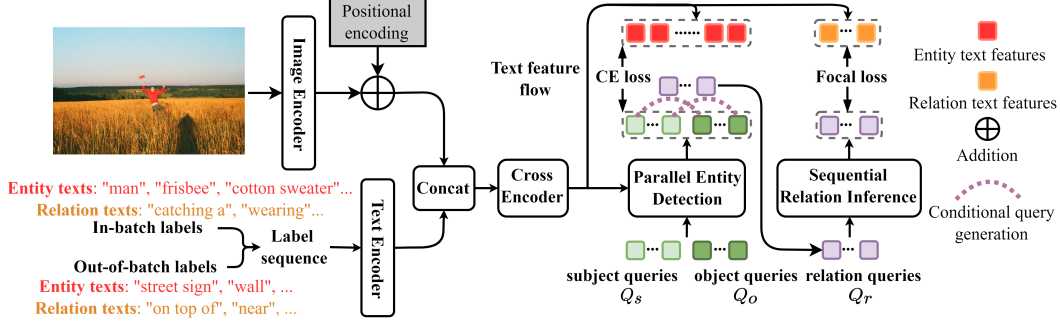 Positional
encoding
Image Encoder
Entity texts: "man", "frisbee", "cotton sweater"...
Relation texts: "catching a", "wearing"...
In-batch labels
Out-of-batch labels
Label
sequence
Entity texts: "street sign", "wall", ...
Relation texts: "on top of", "near", ...
Text Encoder
Concat
Cross
Encoder
Text feature
flow
CE loss
Focal loss
Parallel Entity
Detection
Sequential
Relation Inference
subject queries
Qs
object queries
Qo
relation queries
Qr
Entity text features
Relation text features
Addition
Conditional query
generation